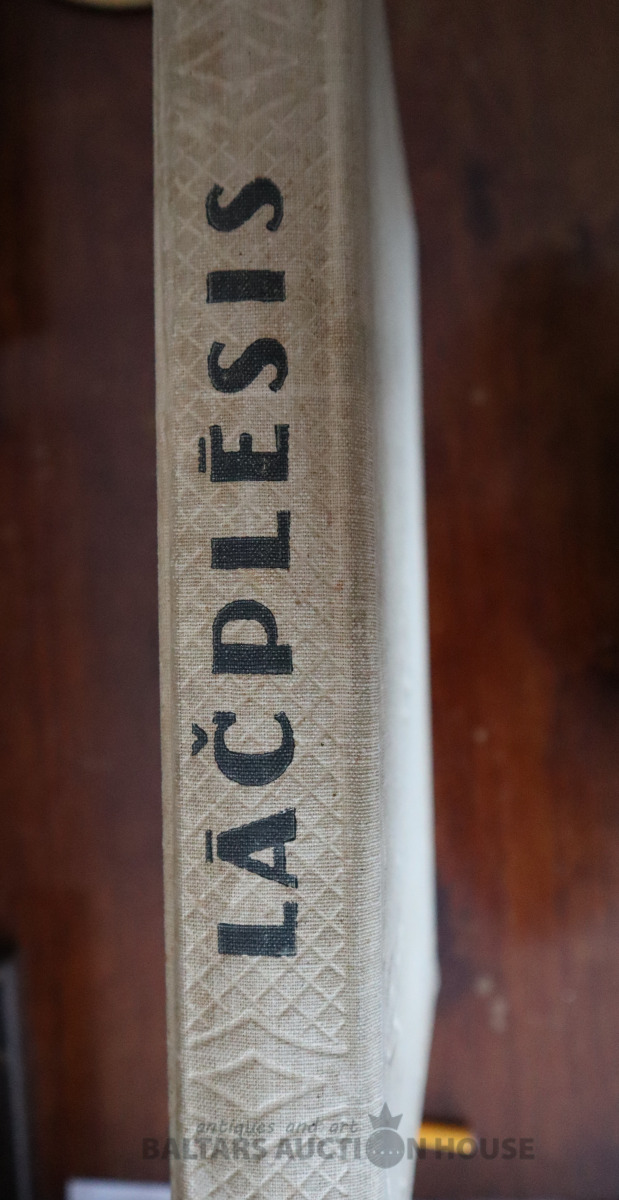 LĀČPLĒSIS
antiques and art
BALTARS AUCTION HOUSE